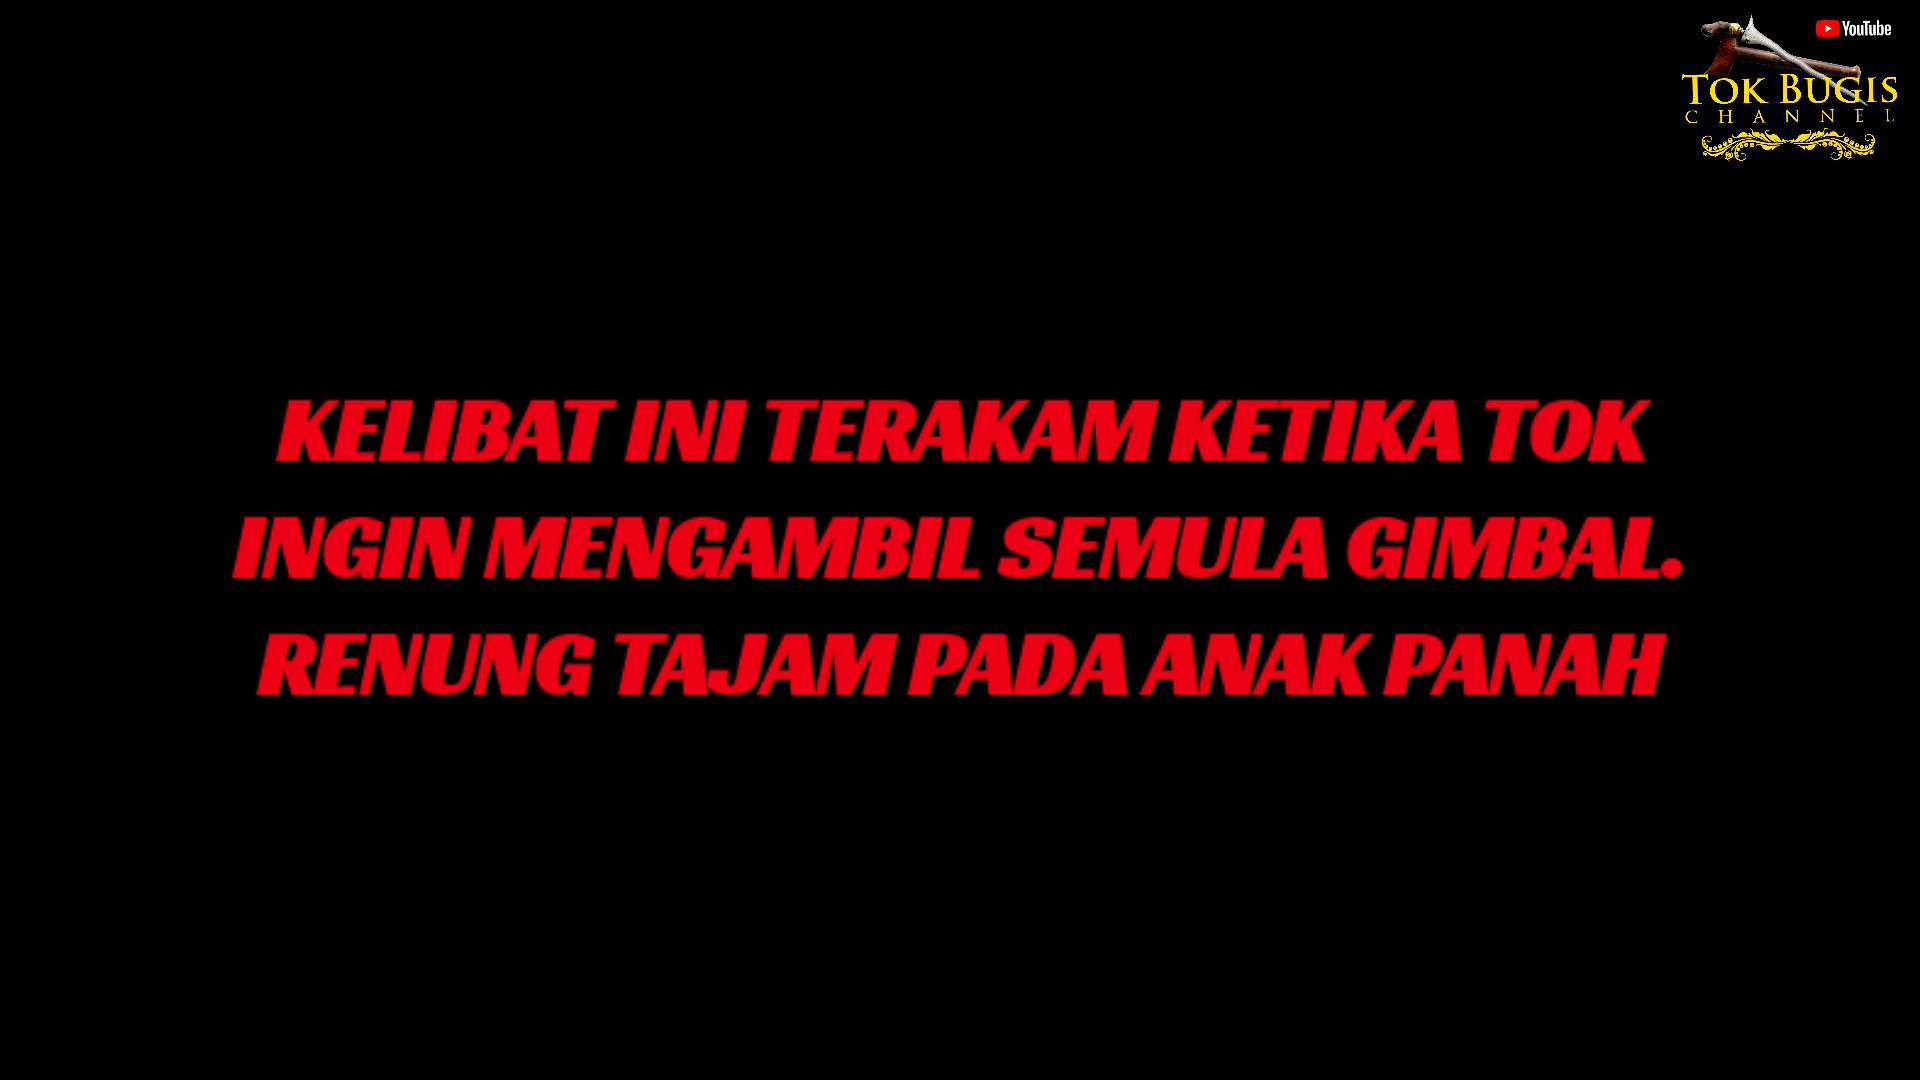 YouTube
TOK BUGIS
CHANNEL
KELIBAT INI TERAKAM KETIKA TOK
INGIN MENGAMBIL SEMULA GIMBAL.
RENUNG TAJAM PADA ANAK PANAH